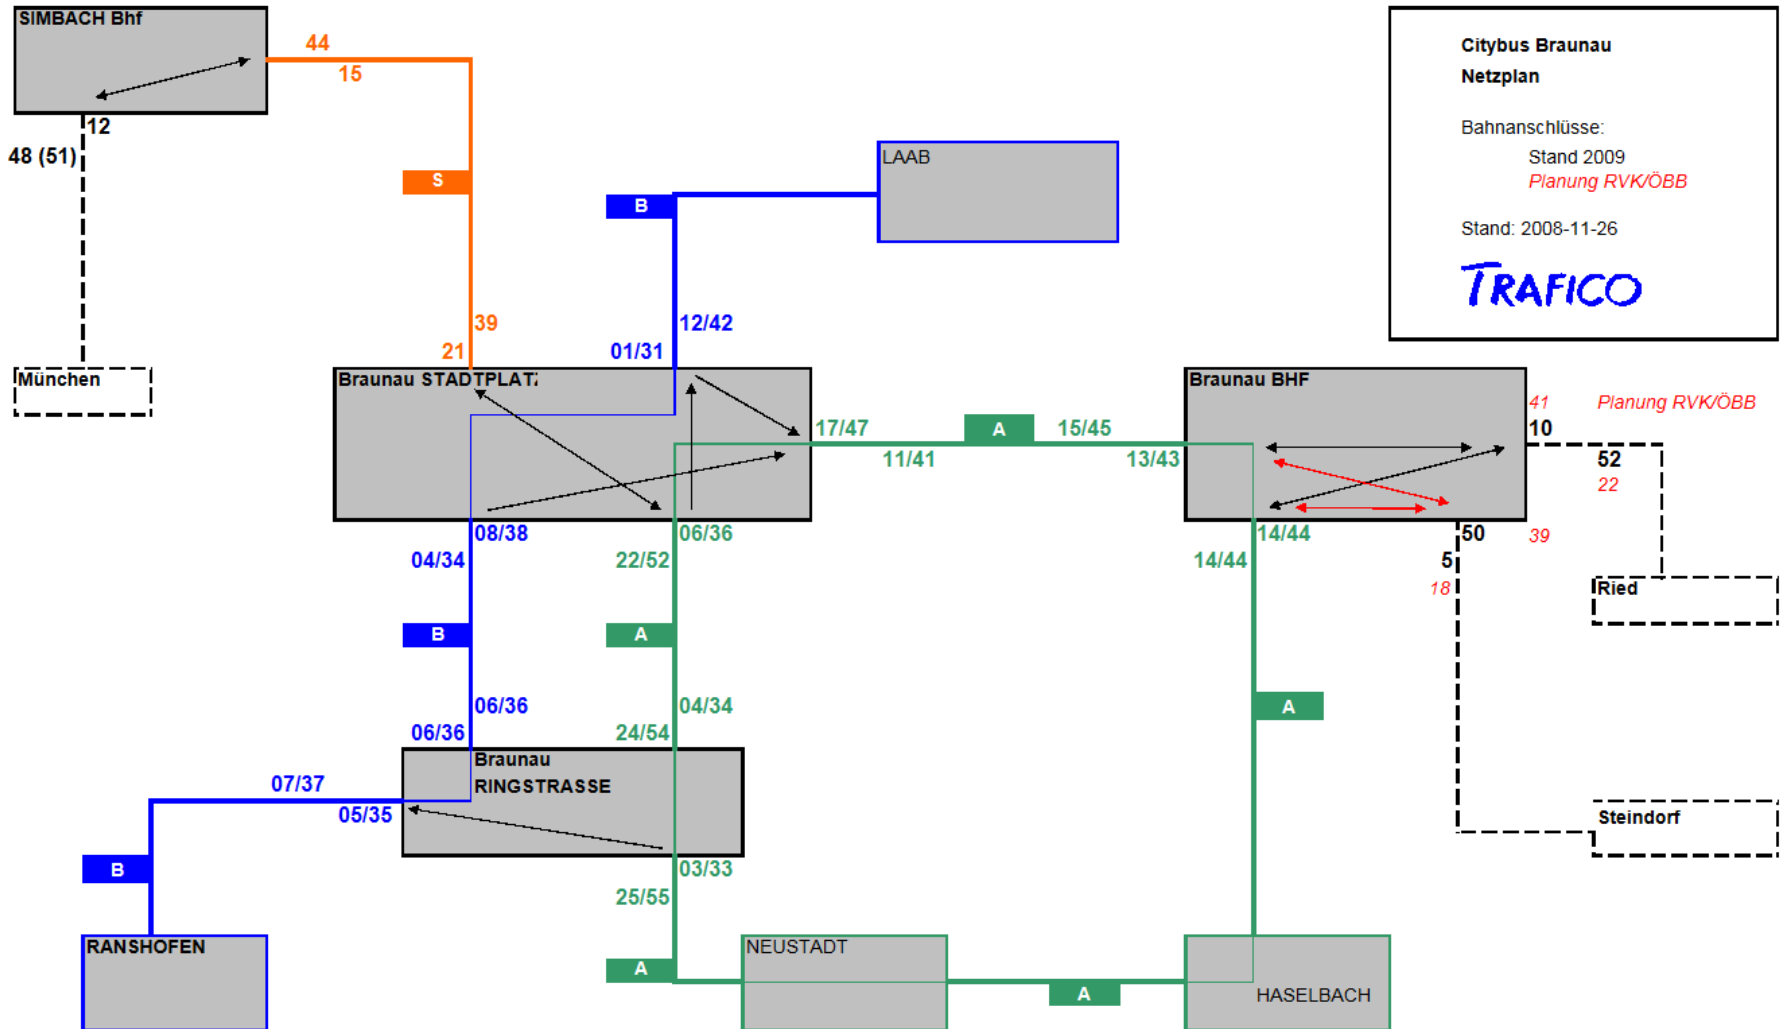 SIMBACH Bhf
44
15
12
48 (51)
S
39
21
München
Citybus Braunau
Netzplan
Bahnanschlüsse:
Stand 2009
Planung RVK/ÖBB
Stand: 2008-11-26
TRAFICO
LAAB
B
12/42
01/31
Braunau STADTPLATZ
17/47
A
15/45
11/41
13/43
Braunau BHF
41
Planung RVK/ÖBB
10
52
22
08/38
04/34
06/36
22/52
14/44
14/44
50
39
5
18
Ried
B
A
A
06/36
06/36
04/34
24/54
Braunau
RINGSTRASSE
07/37
05/35
03/33
25/55
Steindorf
B
RANSHOFEN
A
NEUSTADT
A
HASELBACH